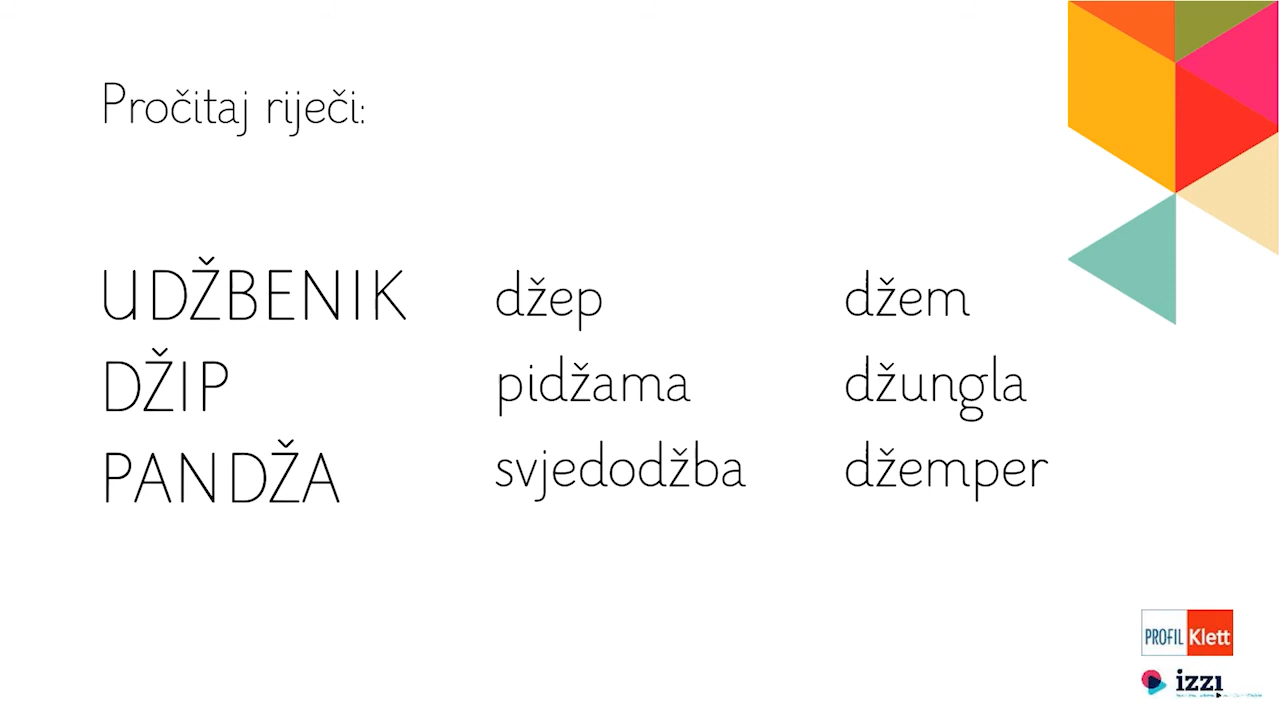 Pročitaj riječi:
UDŽBENIK
DŽIP
PANDŽA
džep
pidžama
svjedodžba
džem
džungla
džemper
PROFIL Klett
izzi